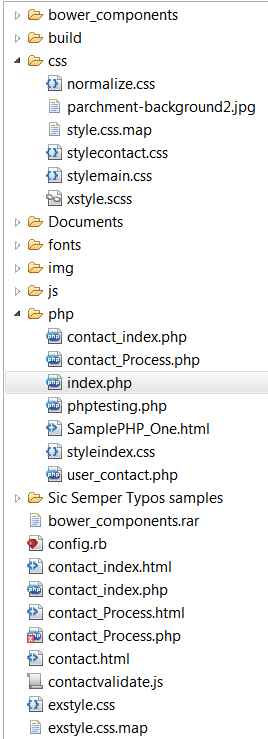 bower_components
build
css
normalize.css
parchment-background2.jpg
style.css.map
stylecontact.css
stylemain.css
xstyle.scss
Documents
fonts
img
js
php
contact_index.php
contact_Process.php
index.php
phptesting.php
SamplePHP_One.html
styleindex.css
user_contact.php
Sic Semper Typos samples
bower_components.rar
config.rb
contact_index.html
contact_index.php
contact_Process.html
contact_Process.php
contact.html
contactvalidate.js
exstyle.css
exstyle.css.map